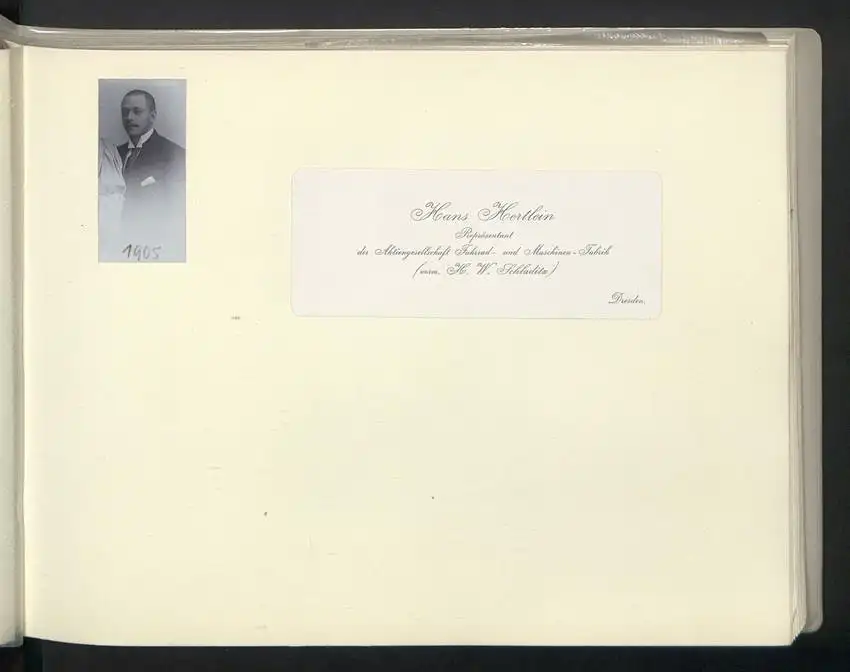 1905
Hans Hertlein
Repräsentant
der Aktiengesellschaft Fahrrad- und Maschinen-Fabrik
(vorm. H. W. Schladitz)
Dresden.